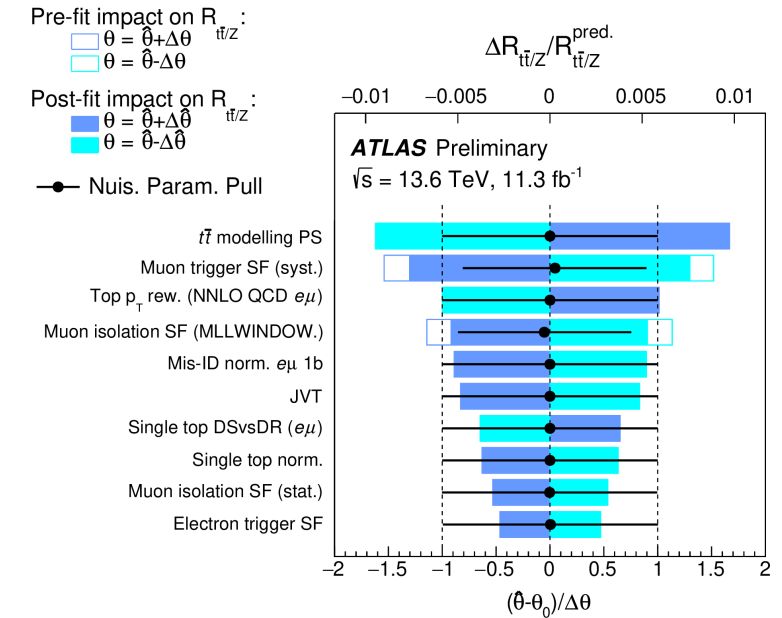 Pre-fit impact on R_{tt̄/Z}:
θ = θ̂+Δθ
θ = θ̂-Δθ
Post-fit impact on R_{tt̄/Z}:
θ = θ̂+Δθ̂
θ = θ̂-Δθ̂
Nuis. Param. Pull
ΔR_{tt̄/Z}/R_{tt̄/Z}^{pred.}
−0.01 −0.005 0 0.005 0.01
ATLAS Preliminary
√s = 13.6 TeV, 11.3 fb⁻¹
tt̄ modelling PS
Muon trigger SF (syst.)
Top p_T rew. (NNLO QCD eμ)
Muon isolation SF (MLLWINDOW.)
Mis-ID norm. eμ 1b
JVT
Single top DSvsDR (eμ)
Single top norm.
Muon isolation SF (stat.)
Electron trigger SF
−2 −1.5 −1 −0.5 0 0.5 1 1.5 2
(θ̂-θ₀)/Δθ